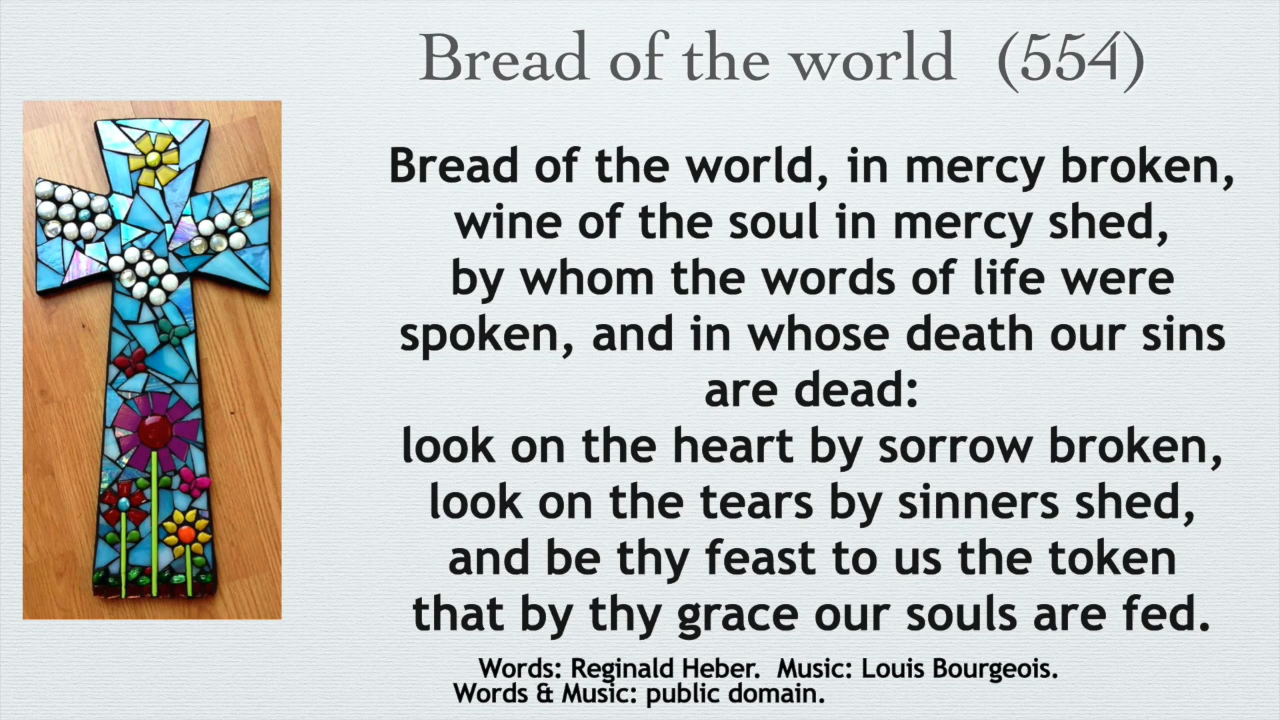 Bread of the world (554)
Bread of the world, in mercy broken,
wine of the soul in mercy shed,
by whom the words of life were
spoken, and in whose death our sins
are dead:
look on the heart by sorrow broken,
look on the tears by sinners shed,
and be thy feast to us the token
that by thy grace our souls are fed.
Words: Reginald Heber. Music: Louis Bourgeois.
Words & Music: public domain.